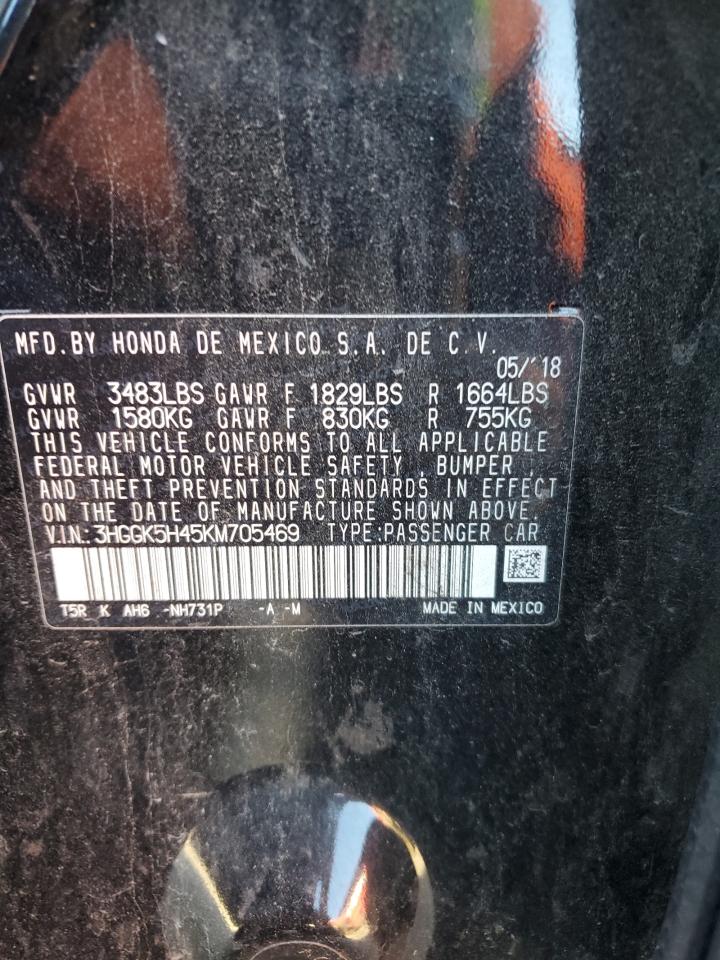 MFD.BY HONDA DE MEXICO S.A. DE C.V.
05/'18
GVWR 3483LBS GAWR F 1829LBS R 1664LBS
GVWR 1580KG GAWR F 830KG R 755KG
THIS VEHICLE CONFORMS TO ALL APPLICABLE
FEDERAL MOTOR VEHICLE SAFETY , BUMPER ,
AND THEFT PREVENTION STANDARDS IN EFFECT
ON THE DATE OF MANUFACTURE SHOWN ABOVE.
V.I.N.:3HGGK5H45KM705469 TYPE:PASSENGER CAR
T5R K AH6 -NH731P -A -M MADE IN MEXICO